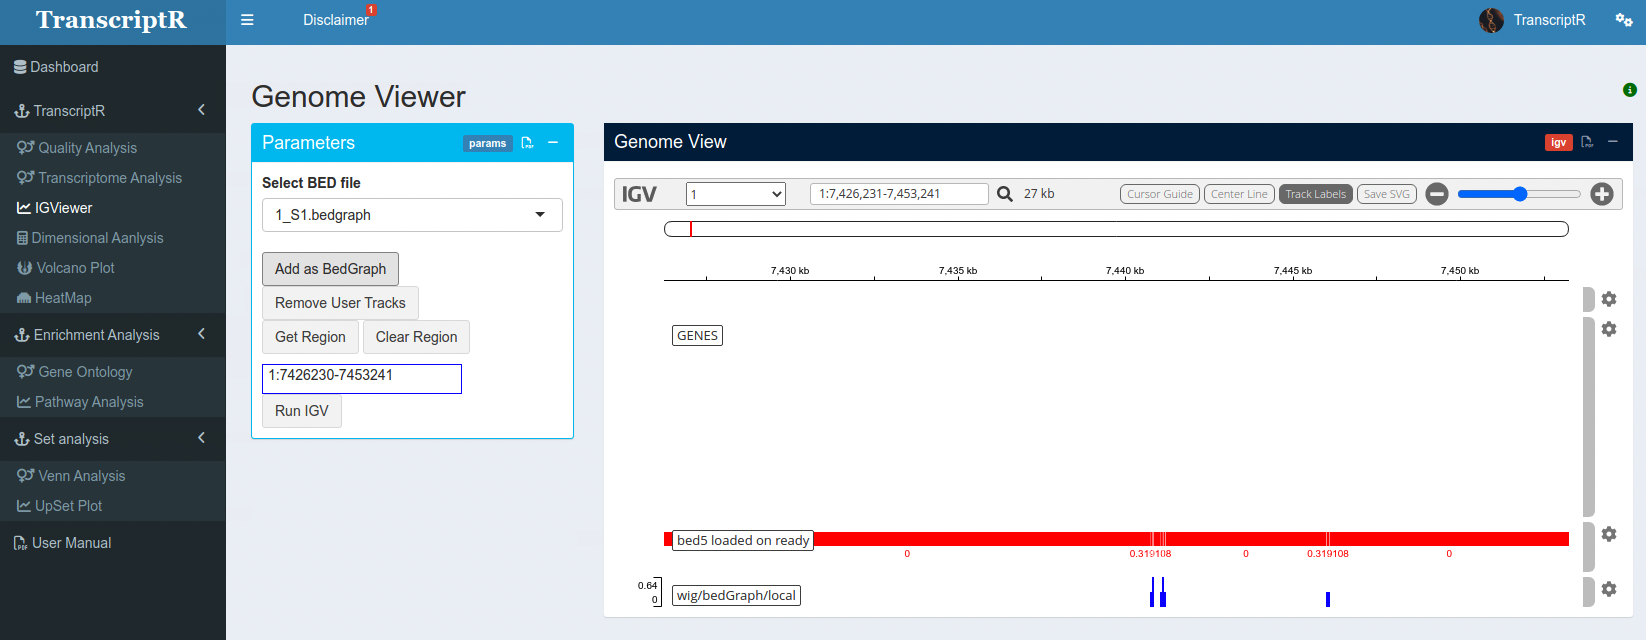 TranscriptR
Disclaimer
1
TranscriptR
Dashboard
TranscriptR
Quality Analysis
Transcriptome Analysis
IGViewer
Dimensional Aanlysis
Volcano Plot
HeatMap
Enrichment Analysis
Gene Ontology
Pathway Analysis
Set analysis
Venn Analysis
UpSet Plot
User Manual
Genome Viewer
Parameters
params
Select BED file
1_S1.bedgraph
Add as BedGraph
Remove User Tracks
Get Region
Clear Region
1:7426230-7453241
Run IGV
Genome View
igv
IGV
1
1:7,426,231-7,453,241
27 kb
Cursor Guide
Center Line
Track Labels
Save SVG
7,430 kb
7,435 kb
7,440 kb
7,445 kb
7,450 kb
GENES
bed5 loaded on ready
0
0.319108
0
0.319108
0
0.64
0
wig/bedGraph/local